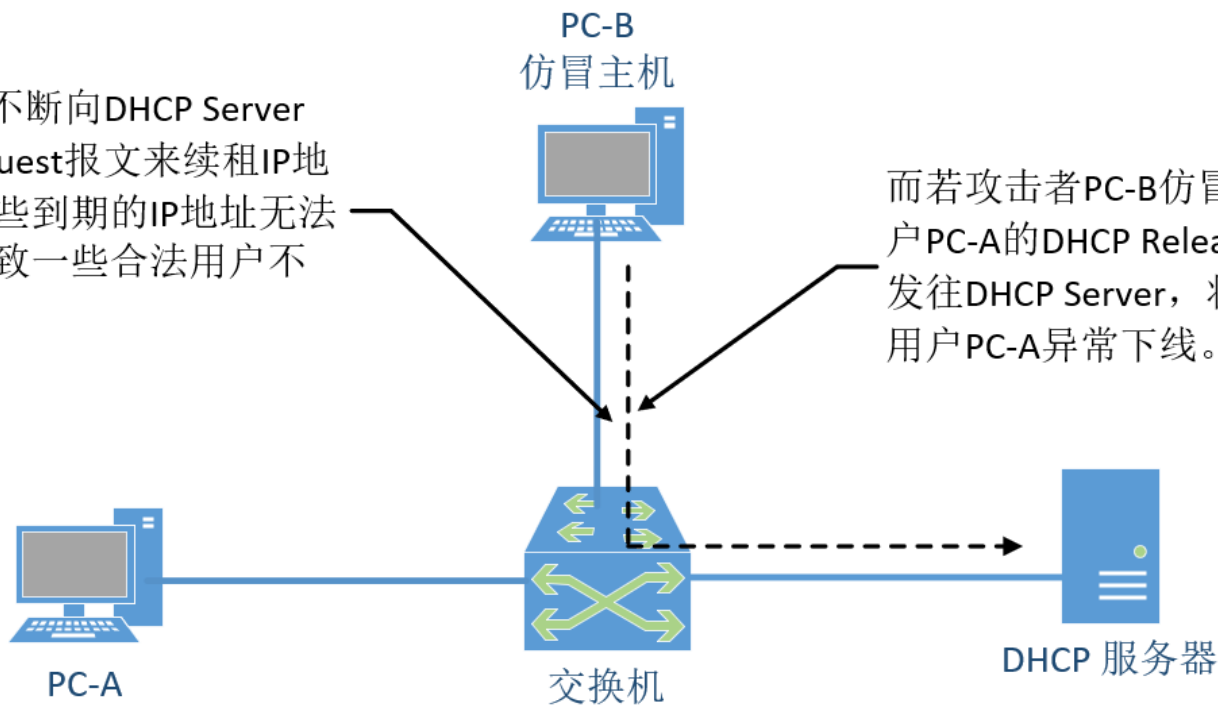 PC-B
仿冒主机
不断向DHCP Server
uest报文来续租IP地
些到期的IP地址无法
致一些合法用户不
而若攻击者PC-B仿冒
户PC-A的DHCP Relea
发往DHCP Server，
用户PC-A异常下线。
PC-A
交换机
DHCP 服务器